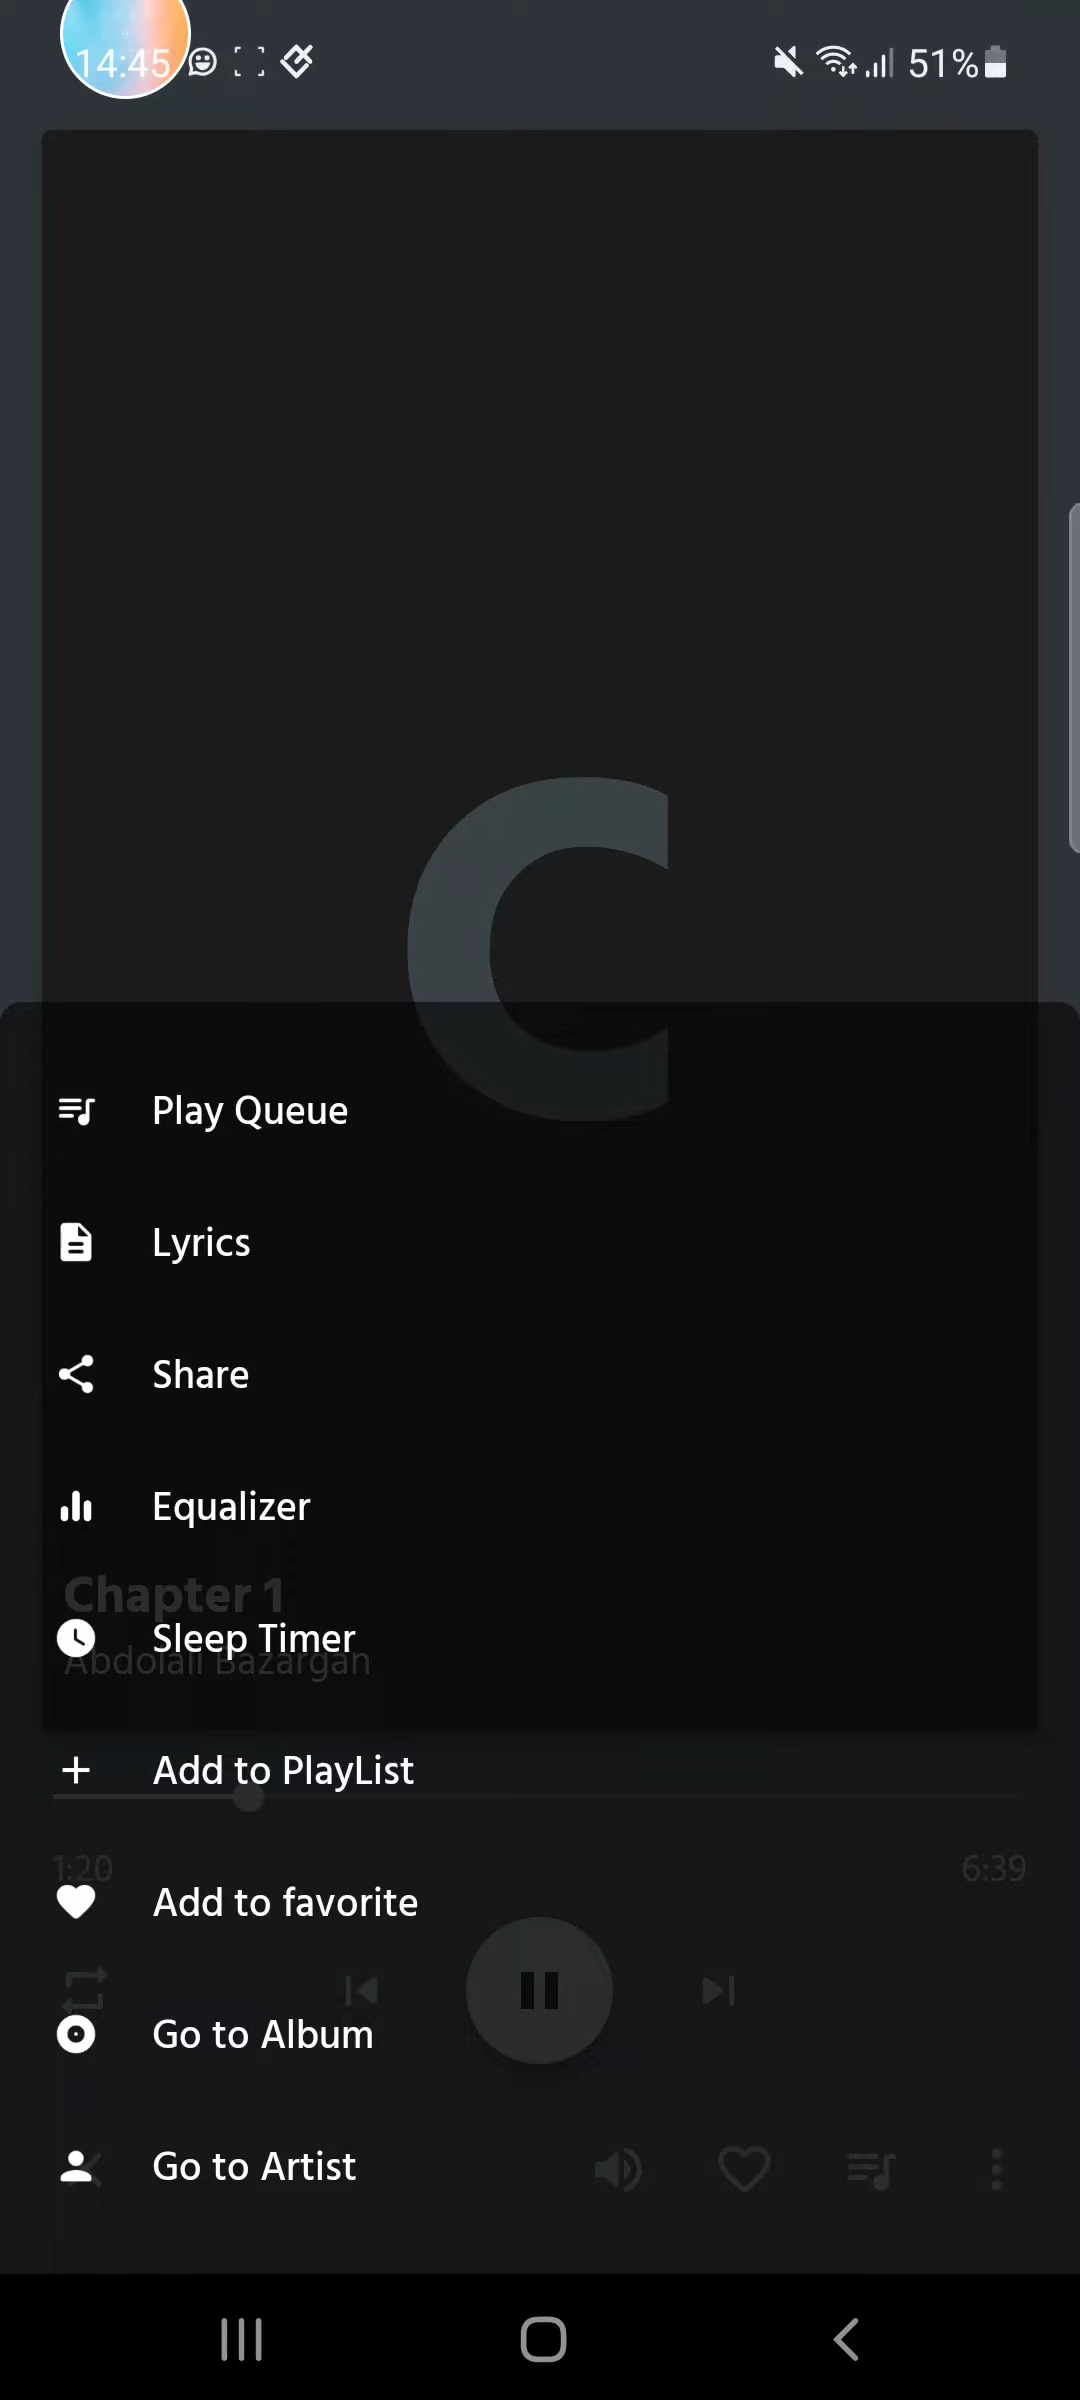 14:45
51%
C
Play Queue
Lyrics
Share
Equalizer
Chapter 1
Sleep Timer
Abdolali Bazargan
Add to PlayList
1:20
6:39
Add to favorite
Go to Album
Go to Artist